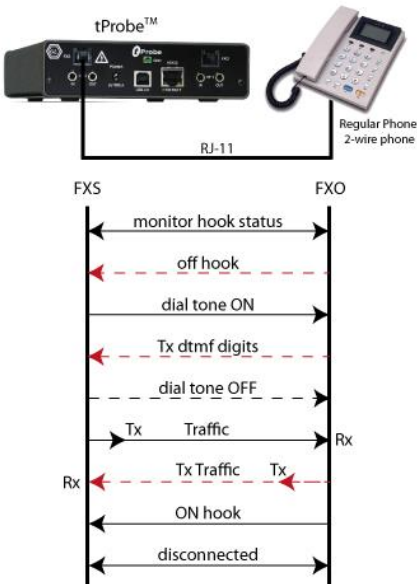 tProbe™
tProbe
Regular Phone
2-wire phone
RJ-11
FXS FXO
monitor hook status
off hook
dial tone ON
Tx dtmf digits
dial tone OFF
Tx Traffic Rx
Rx Tx Traffic Tx
ON hook
disconnected